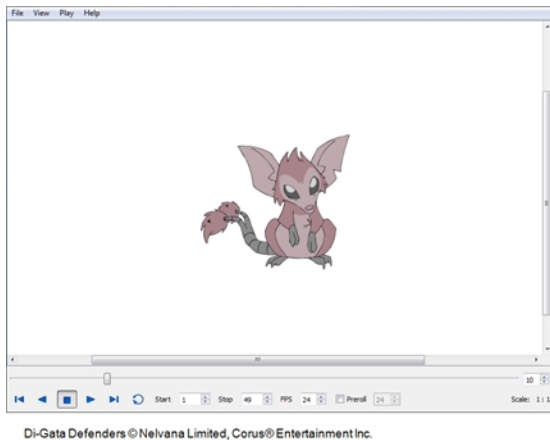 File View Play Help
10
Start 1 Stop 49 FPS 24 Preroll 24 Scale: 1:1
Di-Gata Defenders © Nelvana Limited, Corus® Entertainment Inc.